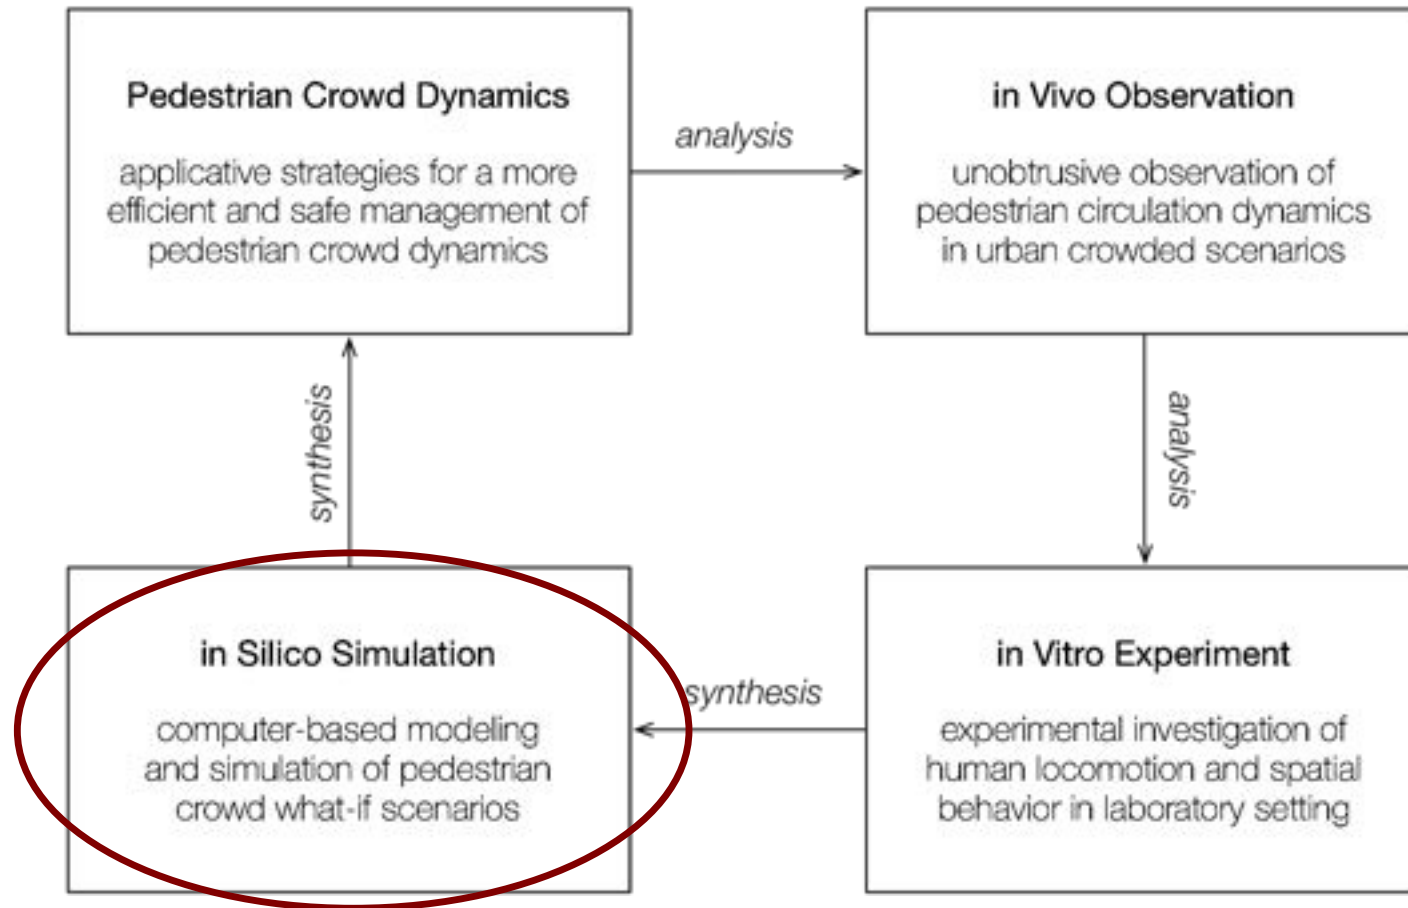 Pedestrian Crowd Dynamics
applicative strategies for a more
efficient and safe management of
pedestrian crowd dynamics
analysis
in Vivo Observation
unobtrusive observation of
pedestrian circulation dynamics
in urban crowded scenarios
synthesis
analysis
in Silico Simulation
computer-based modeling
and simulation of pedestrian
crowd what-if scenarios
synthesis
in Vitro Experiment
experimental investigation of
human locomotion and spatial
behavior in laboratory setting